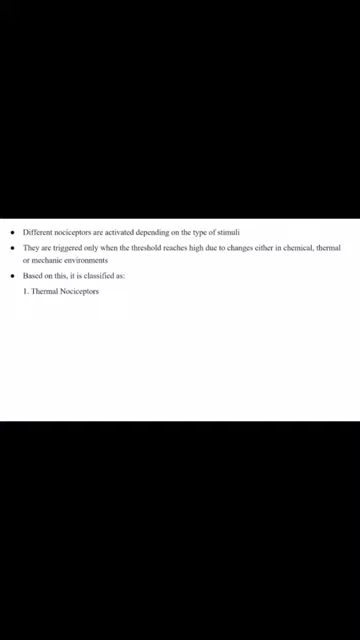 ● Different nociceptors are activated depending on the type of stimuli
● They are triggered only when the threshold reaches high due to changes either in chemical, thermal
or mechanic environments
● Based on this, it is classified as:
1. Thermal Nociceptors